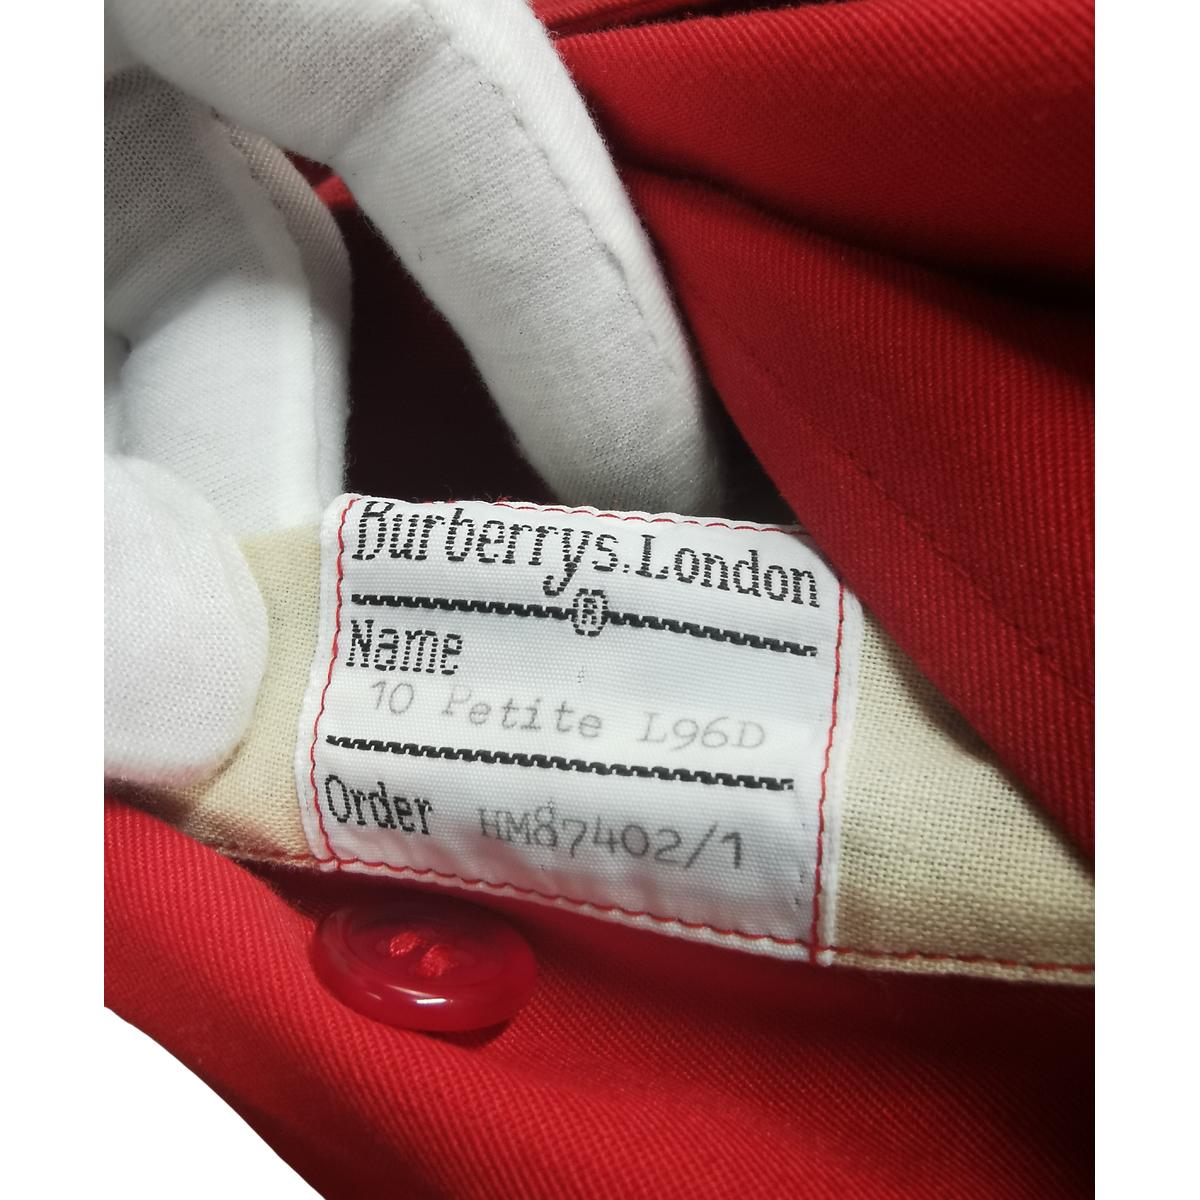 Burberrys. London
®
Name
10 Petite L96D
Order HM87402/1